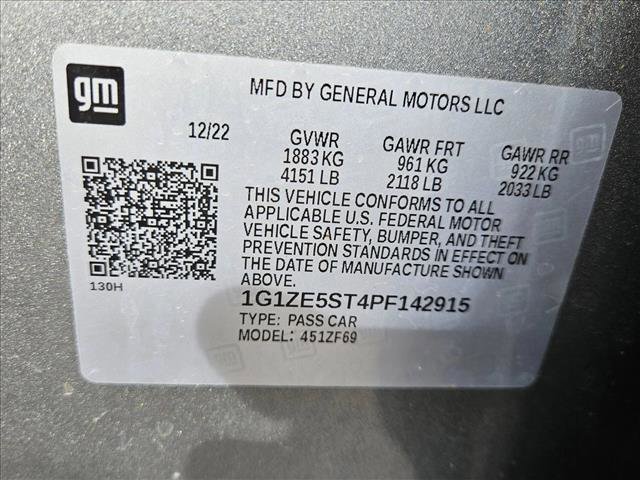 gm
MFD BY GENERAL MOTORS LLC
12/22 GVWR GAWR FRT GAWR RR
1883 KG 961 KG 922 KG
4151 LB 2118 LB 2033 LB
THIS VEHICLE CONFORMS TO ALL
APPLICABLE U.S. FEDERAL MOTOR
VEHICLE SAFETY, BUMPER, AND THEFT
PREVENTION STANDARDS IN EFFECT ON
THE DATE OF MANUFACTURE SHOWN
ABOVE.
130H
1G1ZE5ST4PF142915
TYPE: PASS CAR
MODEL: 451ZF69